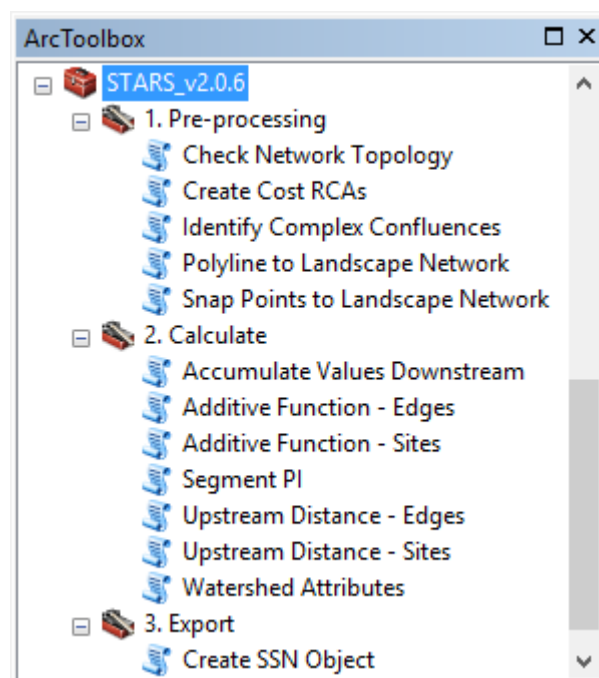 ArcToolbox
STARS_v2.0.6
1. Pre-processing
Check Network Topology
Create Cost RCAs
Identify Complex Confluences
Polyline to Landscape Network
Snap Points to Landscape Network
2. Calculate
Accumulate Values Downstream
Additive Function - Edges
Additive Function - Sites
Segment PI
Upstream Distance - Edges
Upstream Distance - Sites
Watershed Attributes
3. Export
Create SSN Object